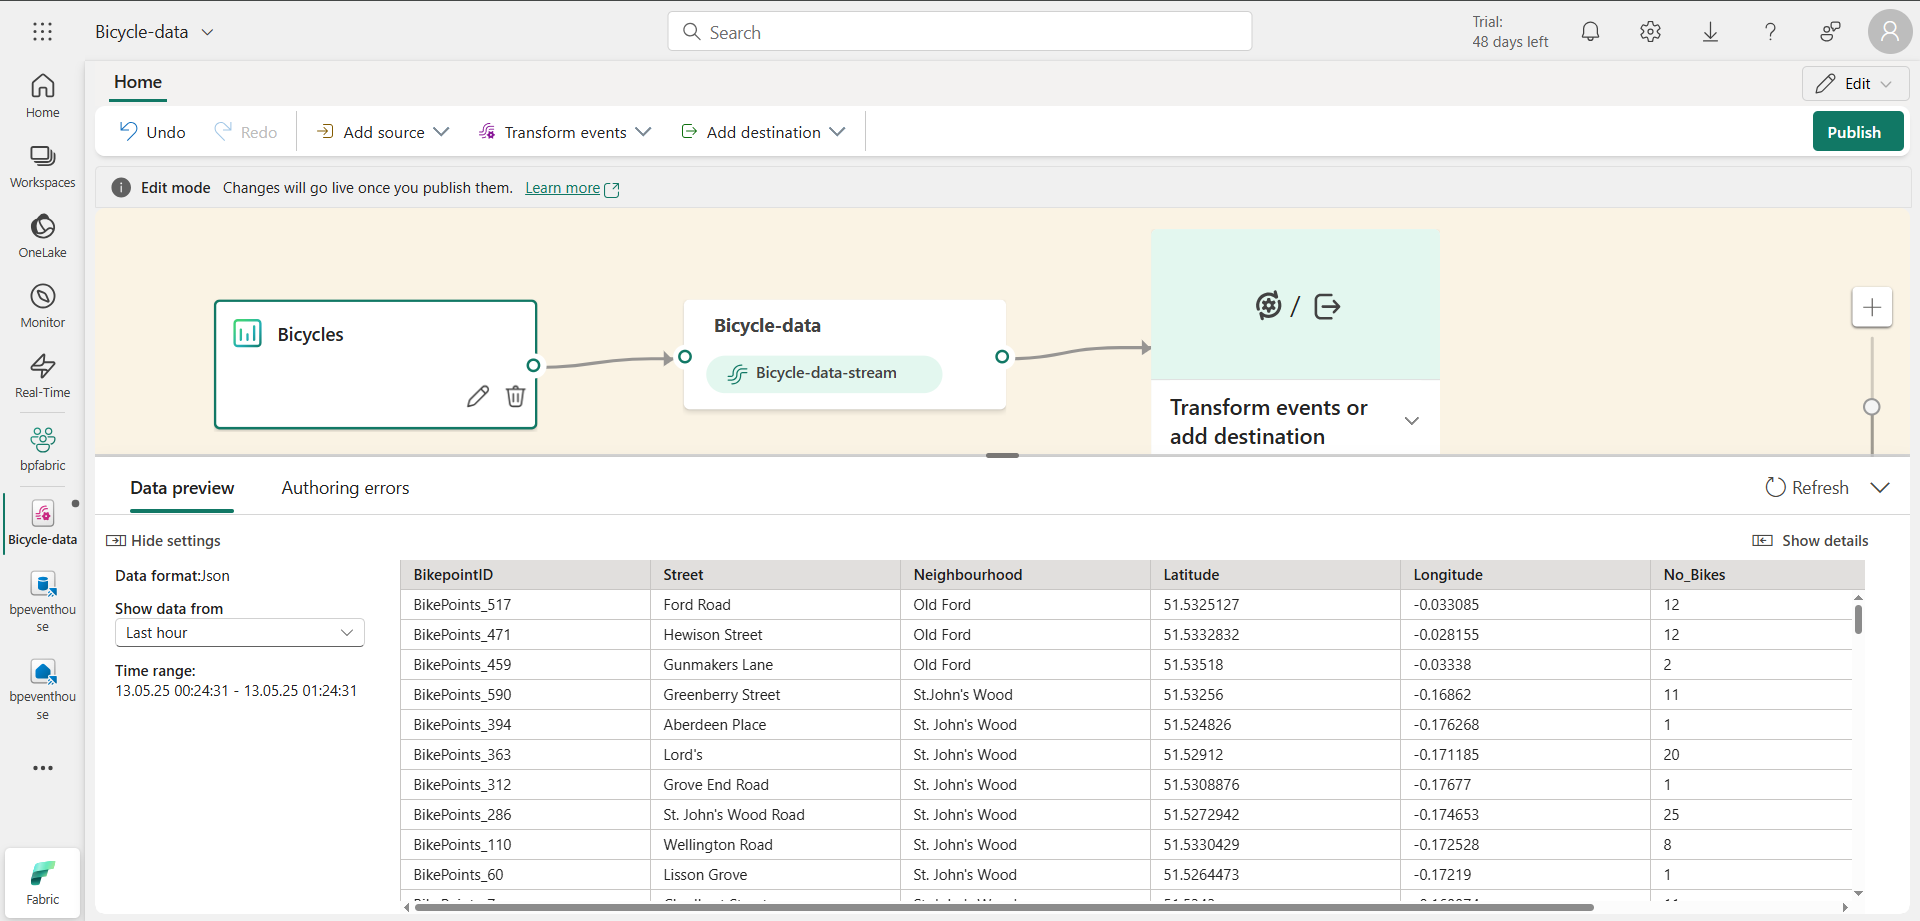 Bicycle-data
Search
Trial:
48 days left
Home
Edit
Undo
Redo
Add source
Transform events
Add destination
Publish
Edit mode Changes will go live once you publish them. Learn more
Home
Workspaces
OneLake
Monitor
Real-Time
bpfabric
Bicycle-data
bpeventhou
se
bpeventhou
se
Fabric
Bicycles
Bicycle-data
Bicycle-data-stream
/
Transform events or
add destination
Data preview
Authoring errors
Refresh
Hide settings
Show details
Data format:Json
Show data from
Last hour
Time range:
13.05.25 00:24:31 - 13.05.25 01:24:31
BikepointID Street Neighbourhood Latitude Longitude No_Bikes
BikePoints_517 Ford Road Old Ford 51.5325127 -0.033085 12
BikePoints_471 Hewison Street Old Ford 51.5332832 -0.028155 12
BikePoints_459 Gunmakers Lane Old Ford 51.53518 -0.03338 2
BikePoints_590 Greenberry Street St.John's Wood 51.53256 -0.16862 11
BikePoints_394 Aberdeen Place St. John's Wood 51.524826 -0.176268 1
BikePoints_363 Lord's St. John's Wood 51.52912 -0.171185 20
BikePoints_312 Grove End Road St. John's Wood 51.5308876 -0.17677 1
BikePoints_286 St. John's Wood Road St. John's Wood 51.5272942 -0.174653 25
BikePoints_110 Wellington Road St. John's Wood 51.5330429 -0.172528 8
BikePoints_60 Lisson Grove St. John's Wood 51.5264473 -0.17219 1